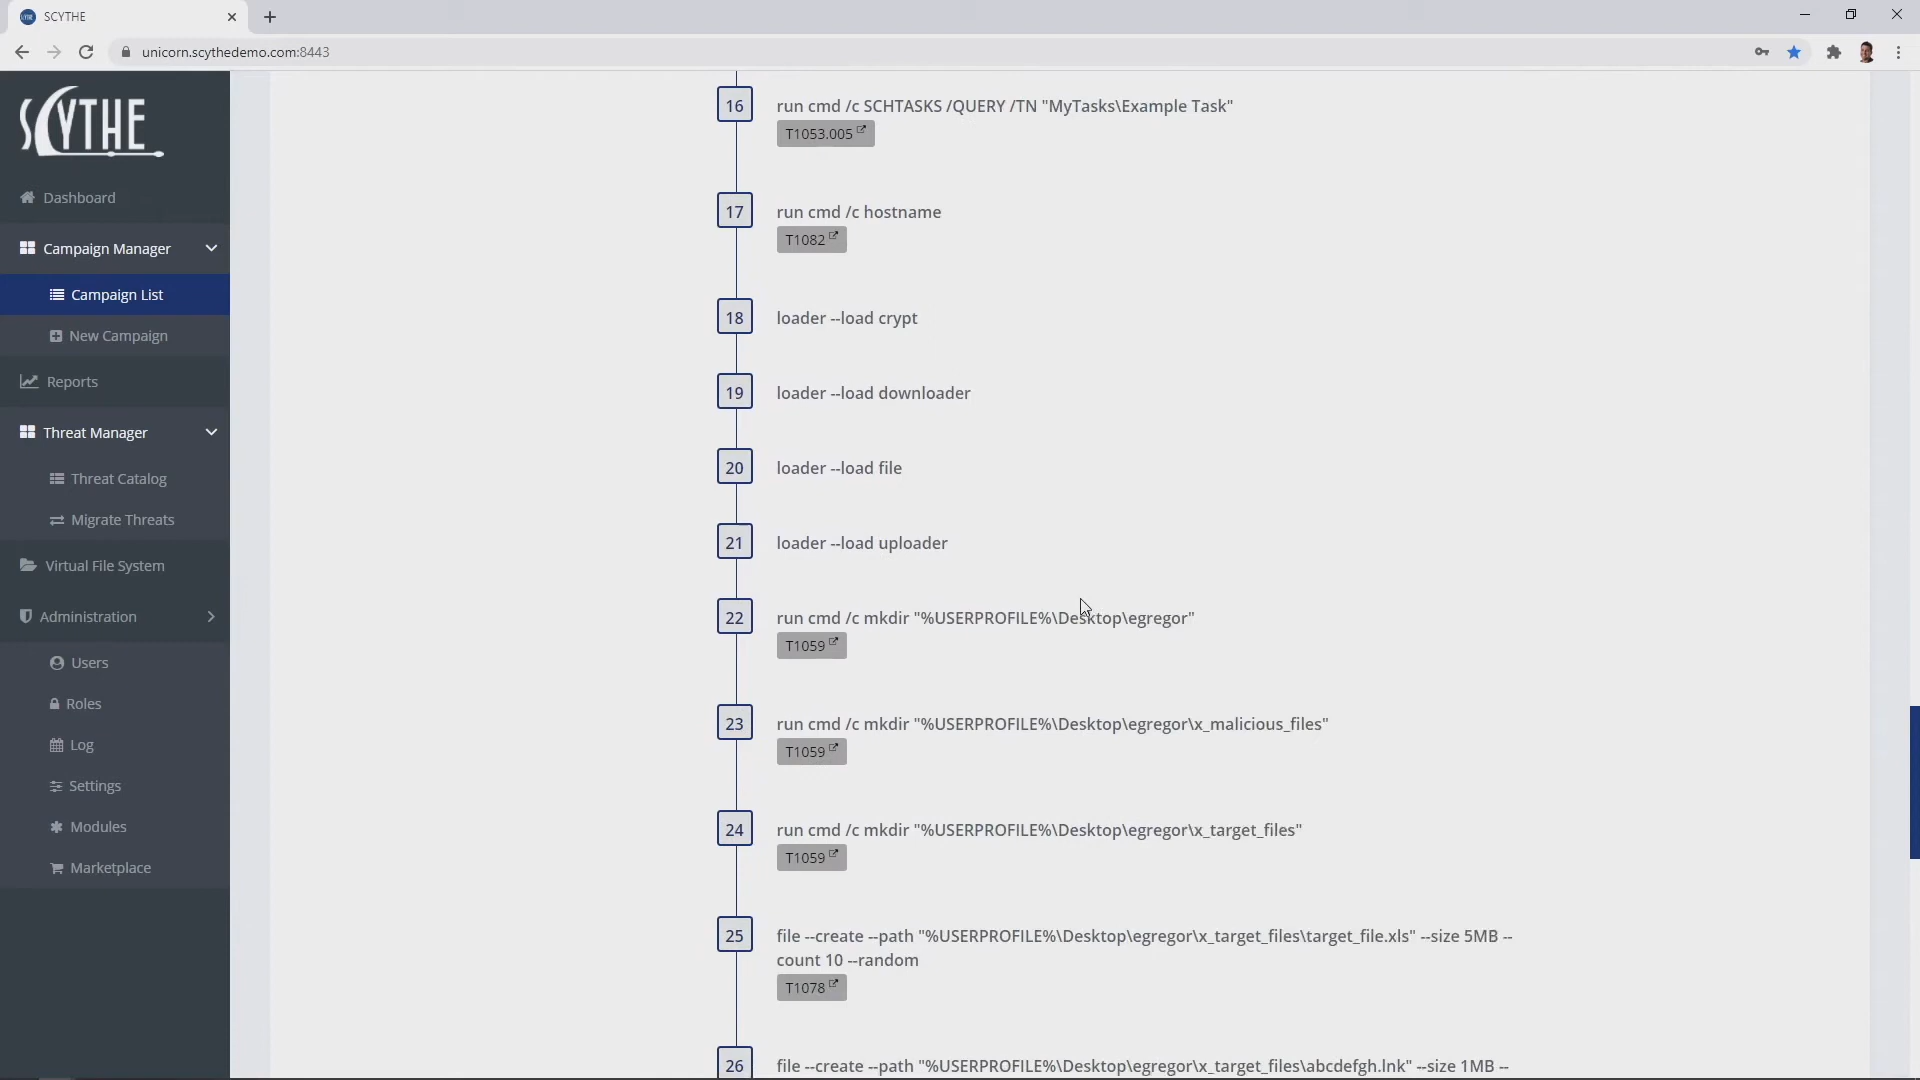 SCYTHE
unicorn.scythedemo.com:8443
SCYTHE
Dashboard
Campaign Manager
Campaign List
New Campaign
Reports
Threat Manager
Threat Catalog
Migrate Threats
Virtual File System
Administration
Users
Roles
Log
Settings
Modules
Marketplace
16 run cmd /c SCHTASKS /QUERY /TN "MyTasks\Example Task"
T1053.005
17 run cmd /c hostname
T1082
18 loader --load crypt
19 loader --load downloader
20 loader --load file
21 loader --load uploader
22 run cmd /c mkdir "%USERPROFILE%\Desktop\egregor"
T1059
23 run cmd /c mkdir "%USERPROFILE%\Desktop\egregor\x_malicious_files"
T1059
24 run cmd /c mkdir "%USERPROFILE%\Desktop\egregor\x_target_files"
T1059
25 file --create --path "%USERPROFILE%\Desktop\egregor\x_target_files\target_file.xls" --size 5MB --
count 10 --random
T1078
26 file --create --path "%USERPROFILE%\Desktop\egregor\x_target_files\abcdefgh.lnk" --size 1MB --